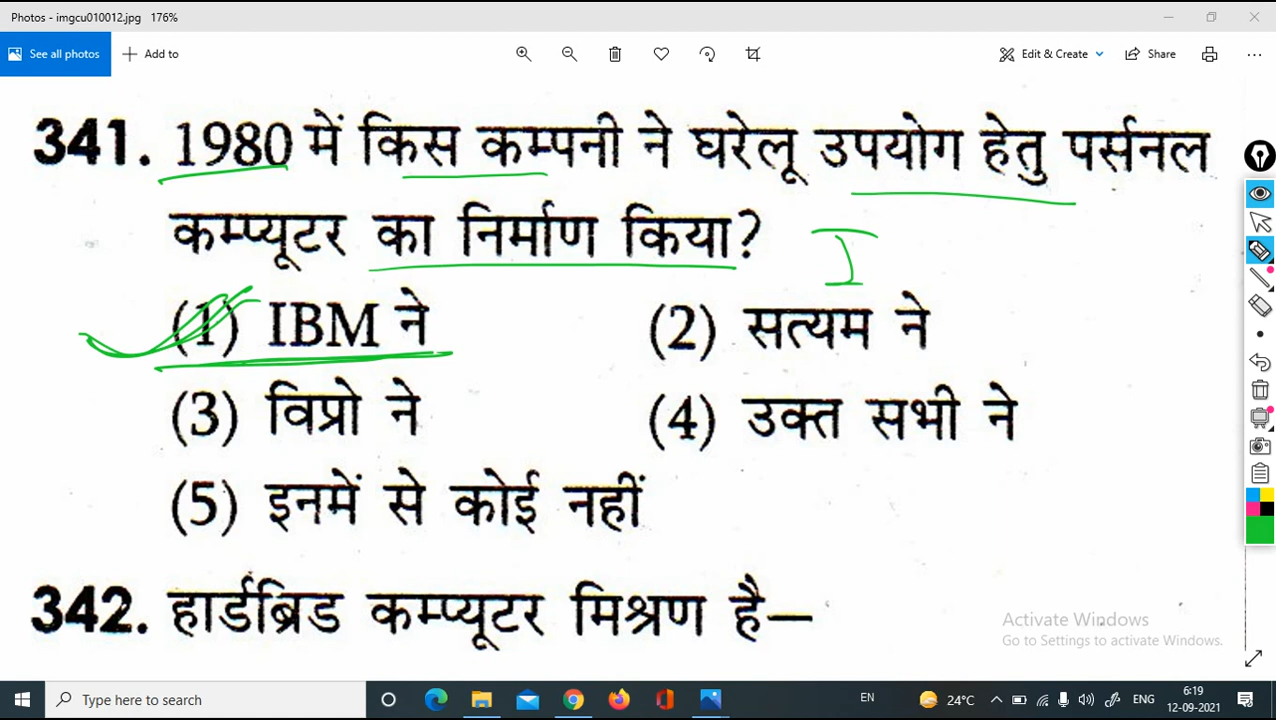 Photos - imgcu010012.jpg 176%
See all photos Add to Edit & Create Share
341. 1980 में किस कम्पनी ने घरेलू उपयोग हेतु पर्सनल
कम्प्यूटर का निर्माण किया? I
(1) IBM ने (2) सत्यम ने
(3) विप्रो ने (4) उक्त सभी ने
(5) इनमें से कोई नहीं
342. हार्डब्रिड कम्प्यूटर मिश्रण है—
Activate Windows
Go to Settings to activate Windows.
Type here to search EN 24°C ENG 6:19
12-09-2021